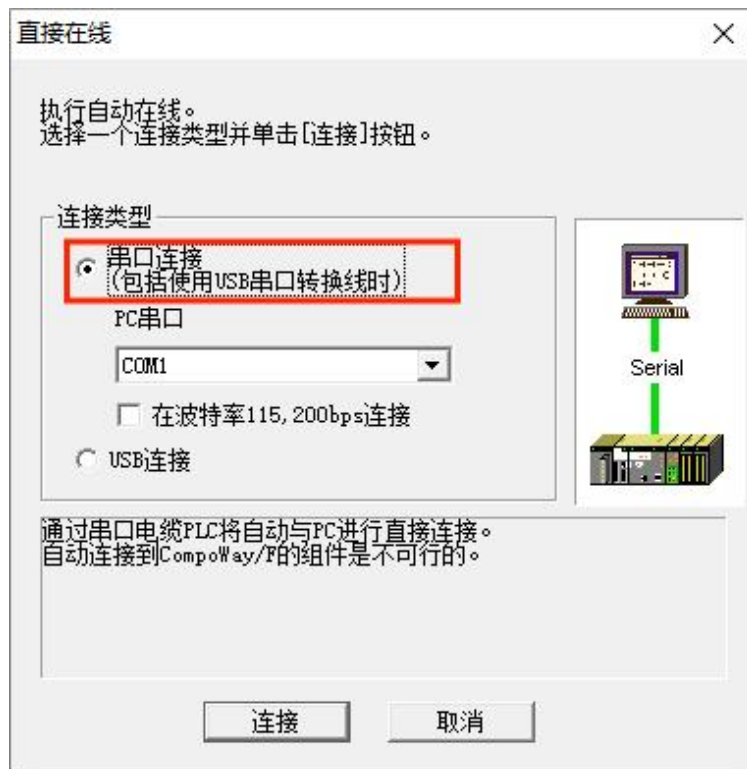 直接在线
执行自动在线。
选择一个连接类型并单击[连接]按钮。
连接类型
串口连接
(包括使用USB串口转换线时)
PC串口
COM1
在波特率115,200bps连接
USB连接
Serial
通过串口电缆PLC将自动与PC进行直接连接。
自动连接到CompoWay/F的组件是不可行的。
连接
取消